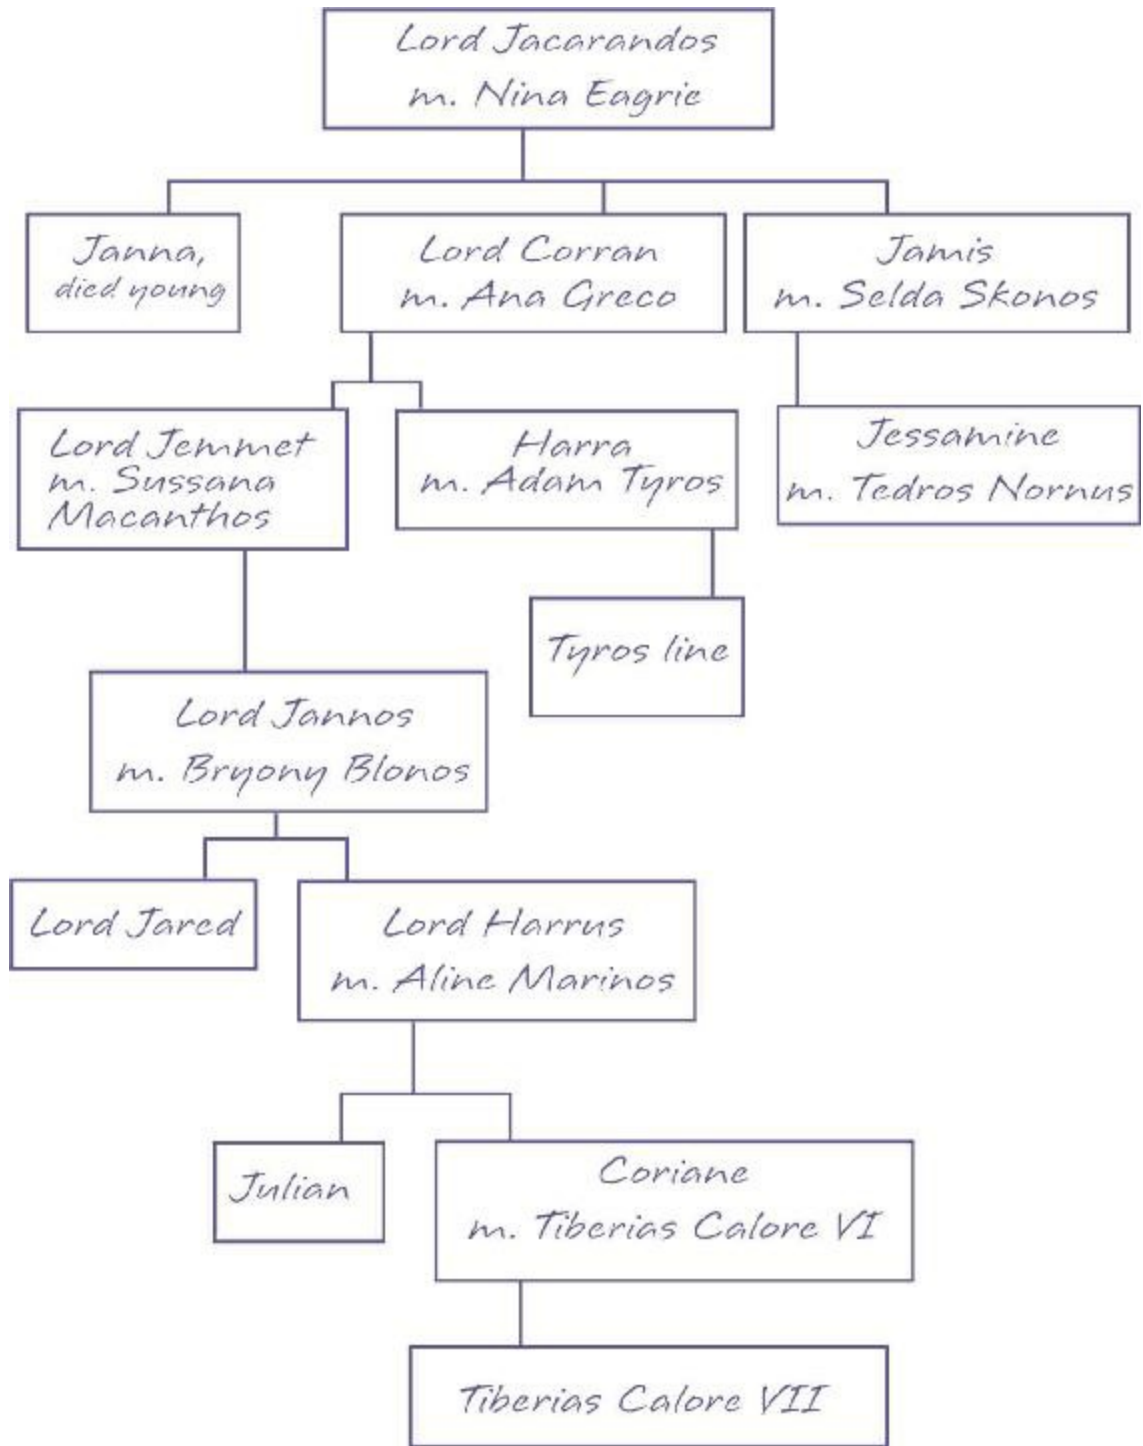 Lord Jacarandos
m. Nina Eagrie
Janna,
died young
Lord Corran
m. Ana Greco
Jamis
m. Selda Skonos
Lord Jemmet
m. Sussana
Macanthos
Harra
m. Adam Tyros
Jessamine
m. Tedros Nornus
Tyros line
Lord Jannos
m. Bryony Blonos
Lord Jared
Lord Harrus
m. Aline Marinos
Julian
Coriane
m. Tiberias Calore VI
Tiberias Calore VII